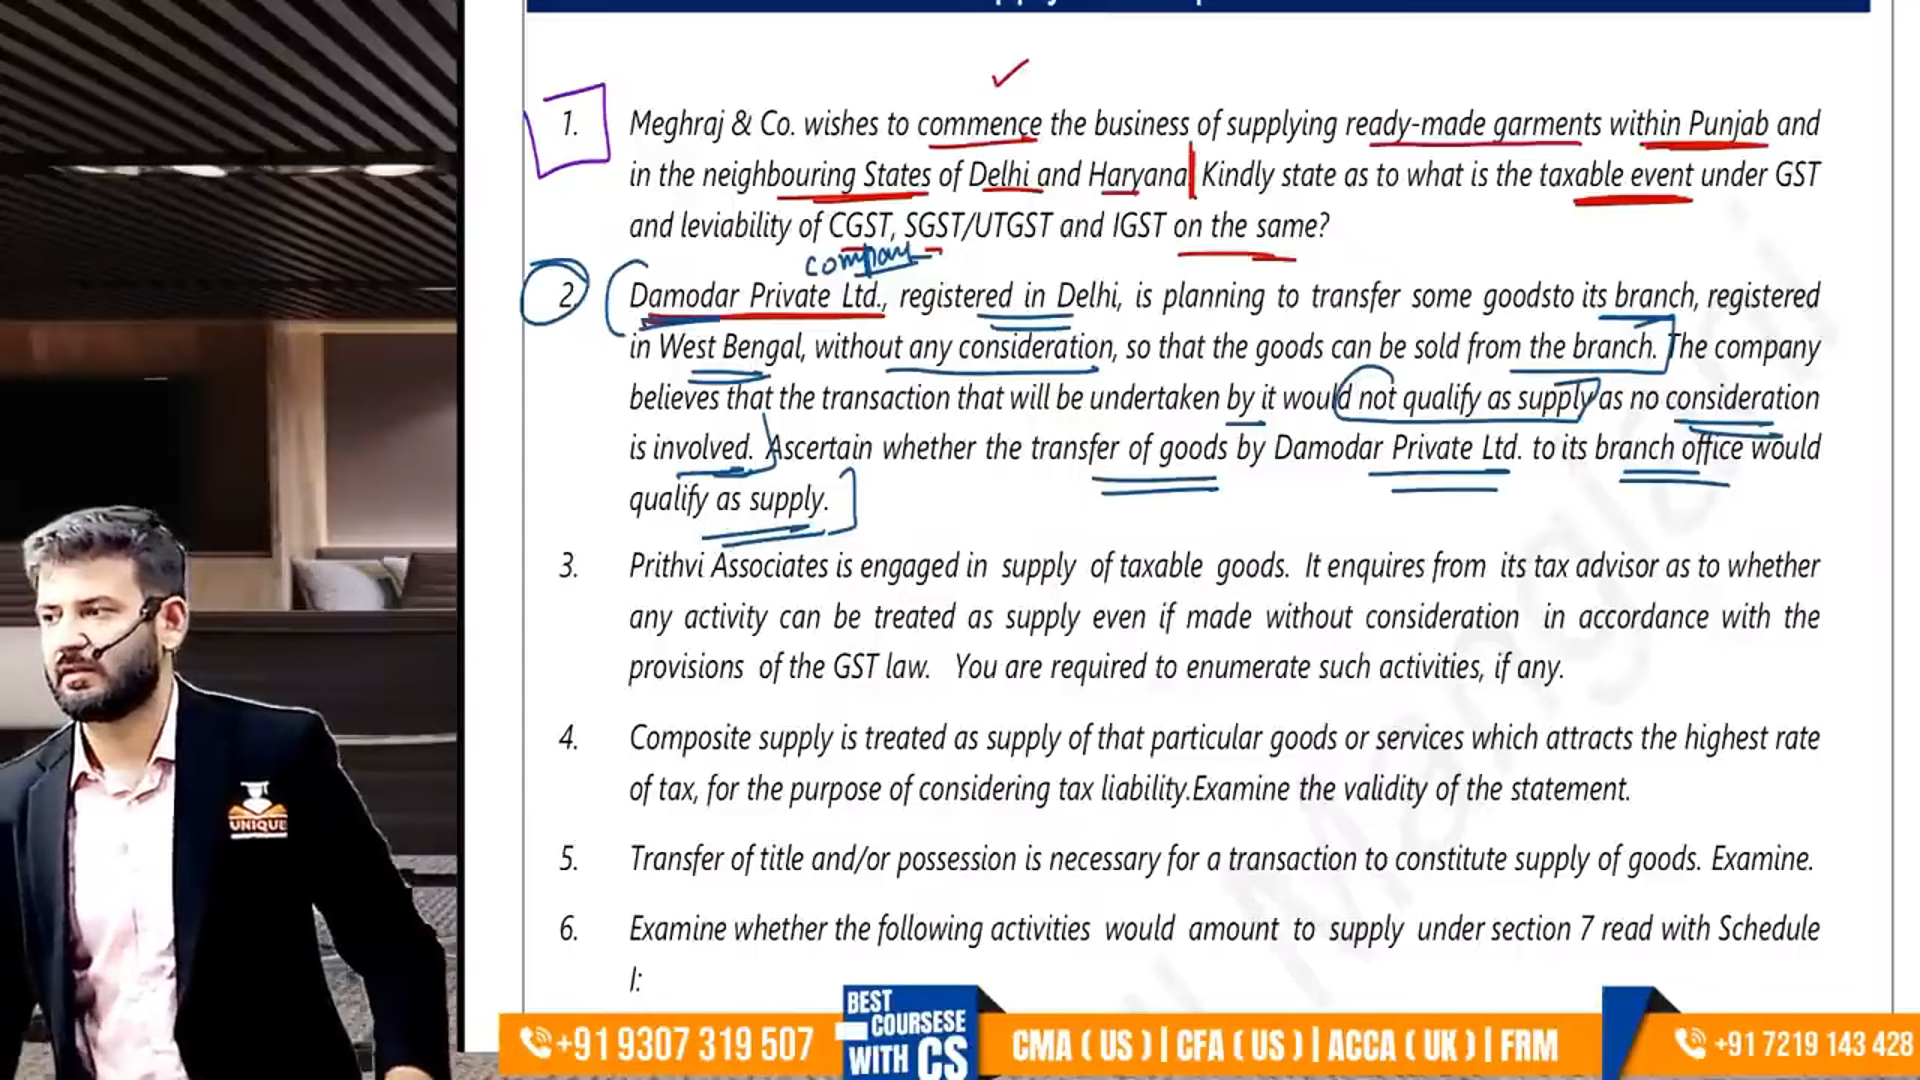 1. Meghraj & Co. wishes to commence the business of supplying ready-made garments within Punjab and
in the neighbouring States of Delhi and Haryana. Kindly state as to what is the taxable event under GST
and leviability of CGST, SGST/UTGST and IGST on the same?
company
2. Damodar Private Ltd., registered in Delhi, is planning to transfer some goodsto its branch, registered
in West Bengal, without any consideration, so that the goods can be sold from the branch. The company
believes that the transaction that will be undertaken by it would not qualify as supply as no consideration
is involved. Ascertain whether the transfer of goods by Damodar Private Ltd. to its branch office would
qualify as supply.
3. Prithvi Associates is engaged in supply of taxable goods. It enquires from its tax advisor as to whether
any activity can be treated as supply even if made without consideration in accordance with the
provisions of the GST law. You are required to enumerate such activities, if any.
4. Composite supply is treated as supply of that particular goods or services which attracts the highest rate
of tax, for the purpose of considering tax liability.Examine the validity of the statement.
5. Transfer of title and/or possession is necessary for a transaction to constitute supply of goods. Examine.
6. Examine whether the following activities would amount to supply under section 7 read with Schedule
I:
UNIQUE
+91 9307 319 507
BEST
COURSESE
WITH CS
CMA ( US ) | CFA ( US ) | ACCA ( UK ) | FRM
+91 7219 143 428